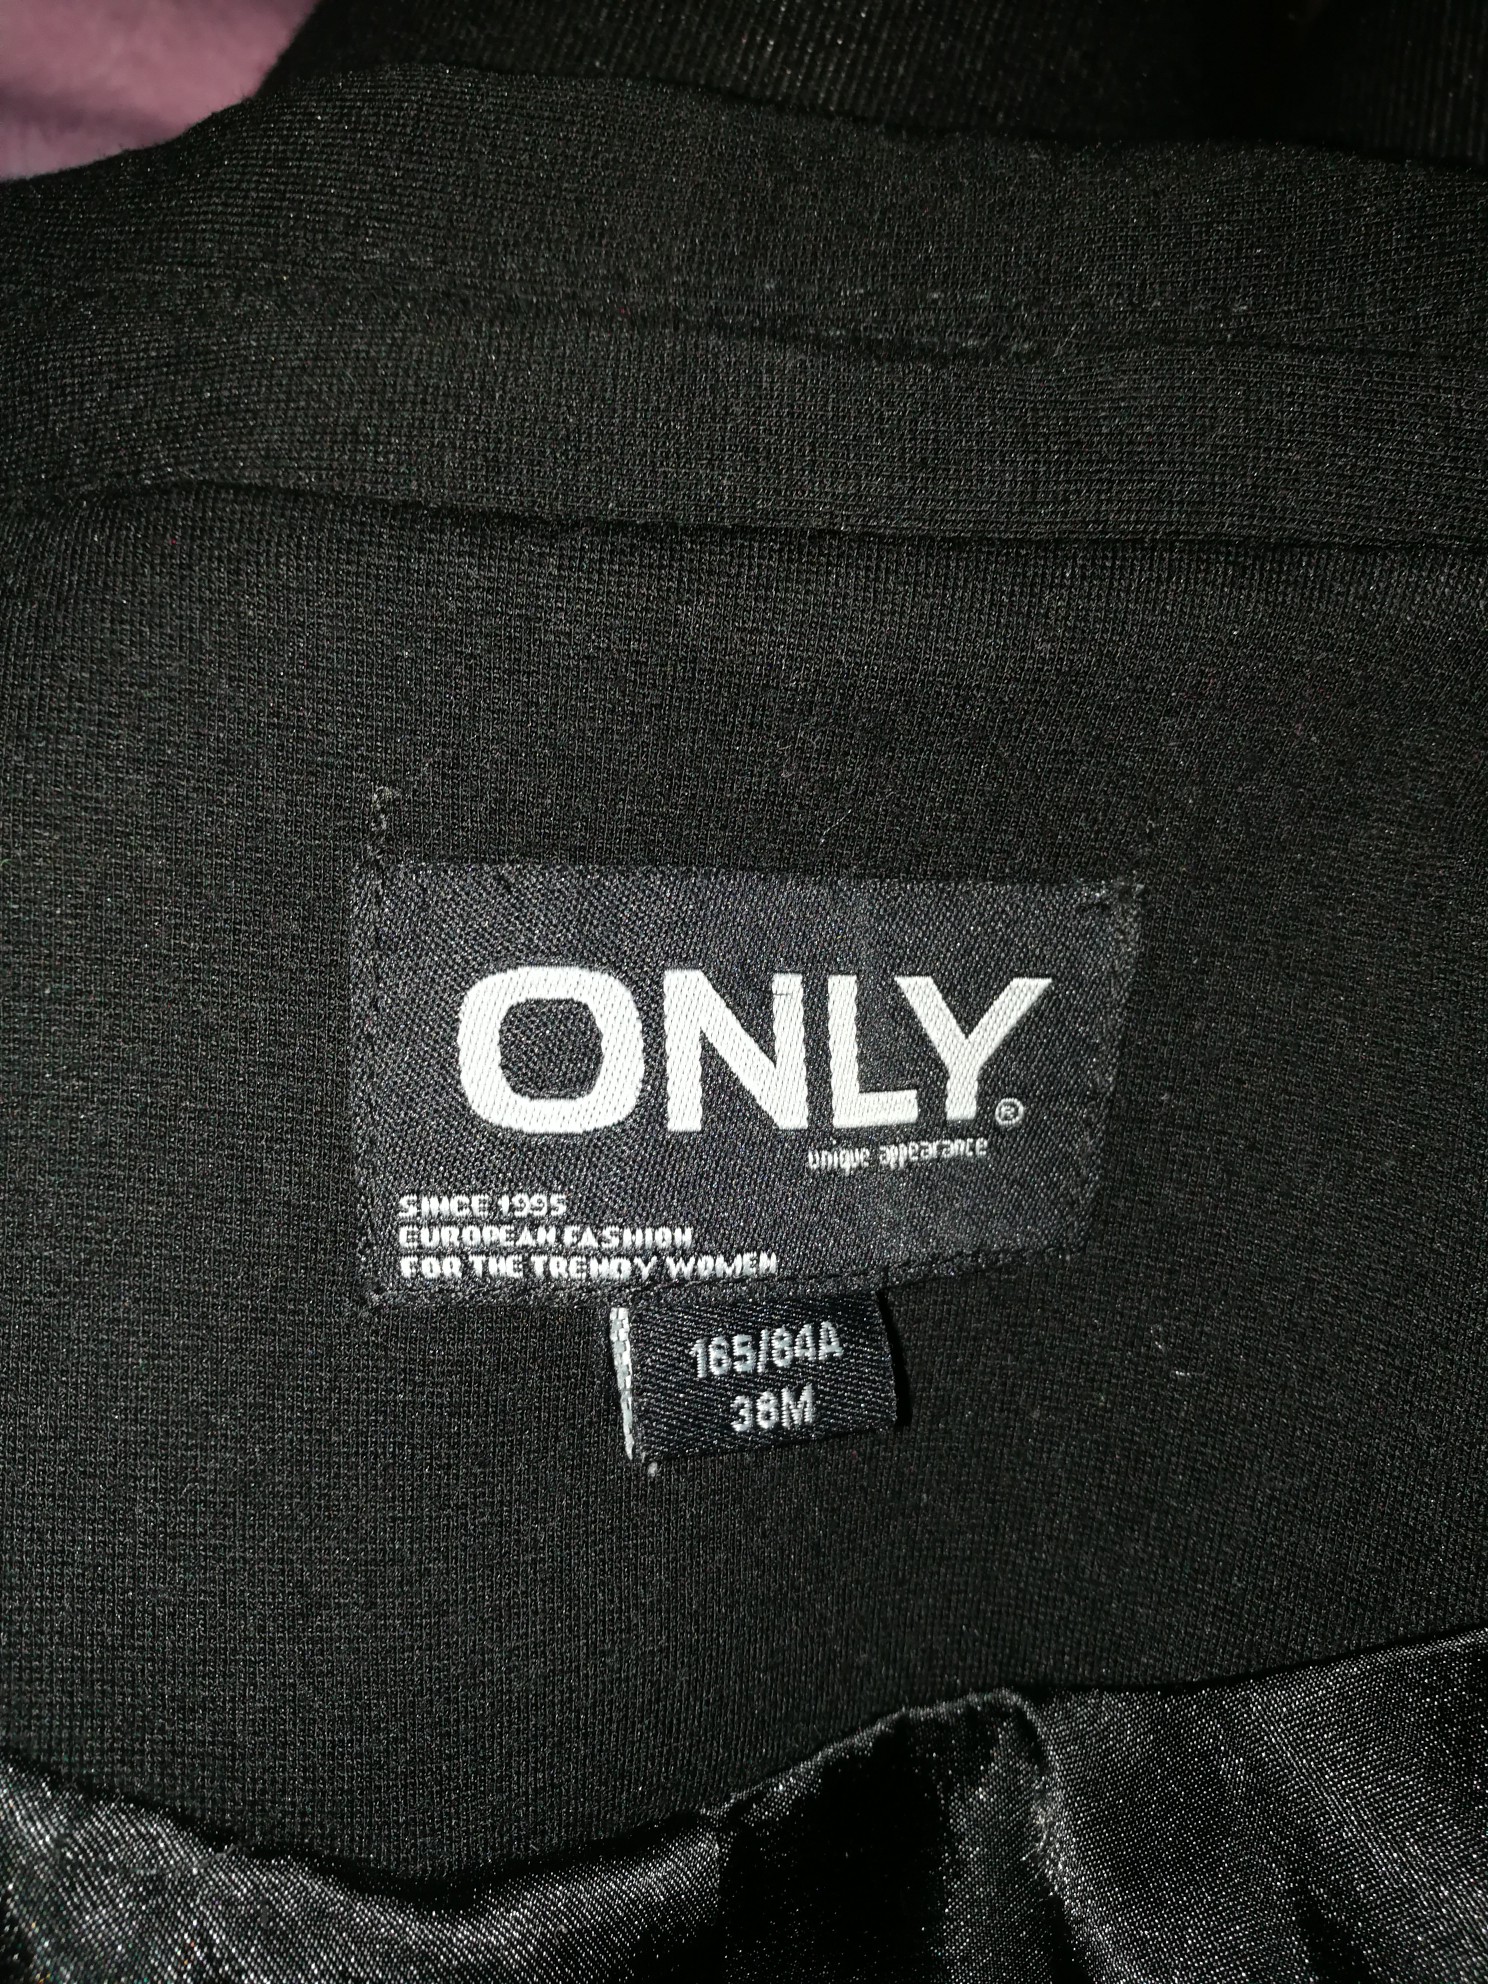 ONLY®
unique appearance
SINCE 1995
EUROPEAN FASHION
FOR THE TRENDY WOMEN
165/84A
38M